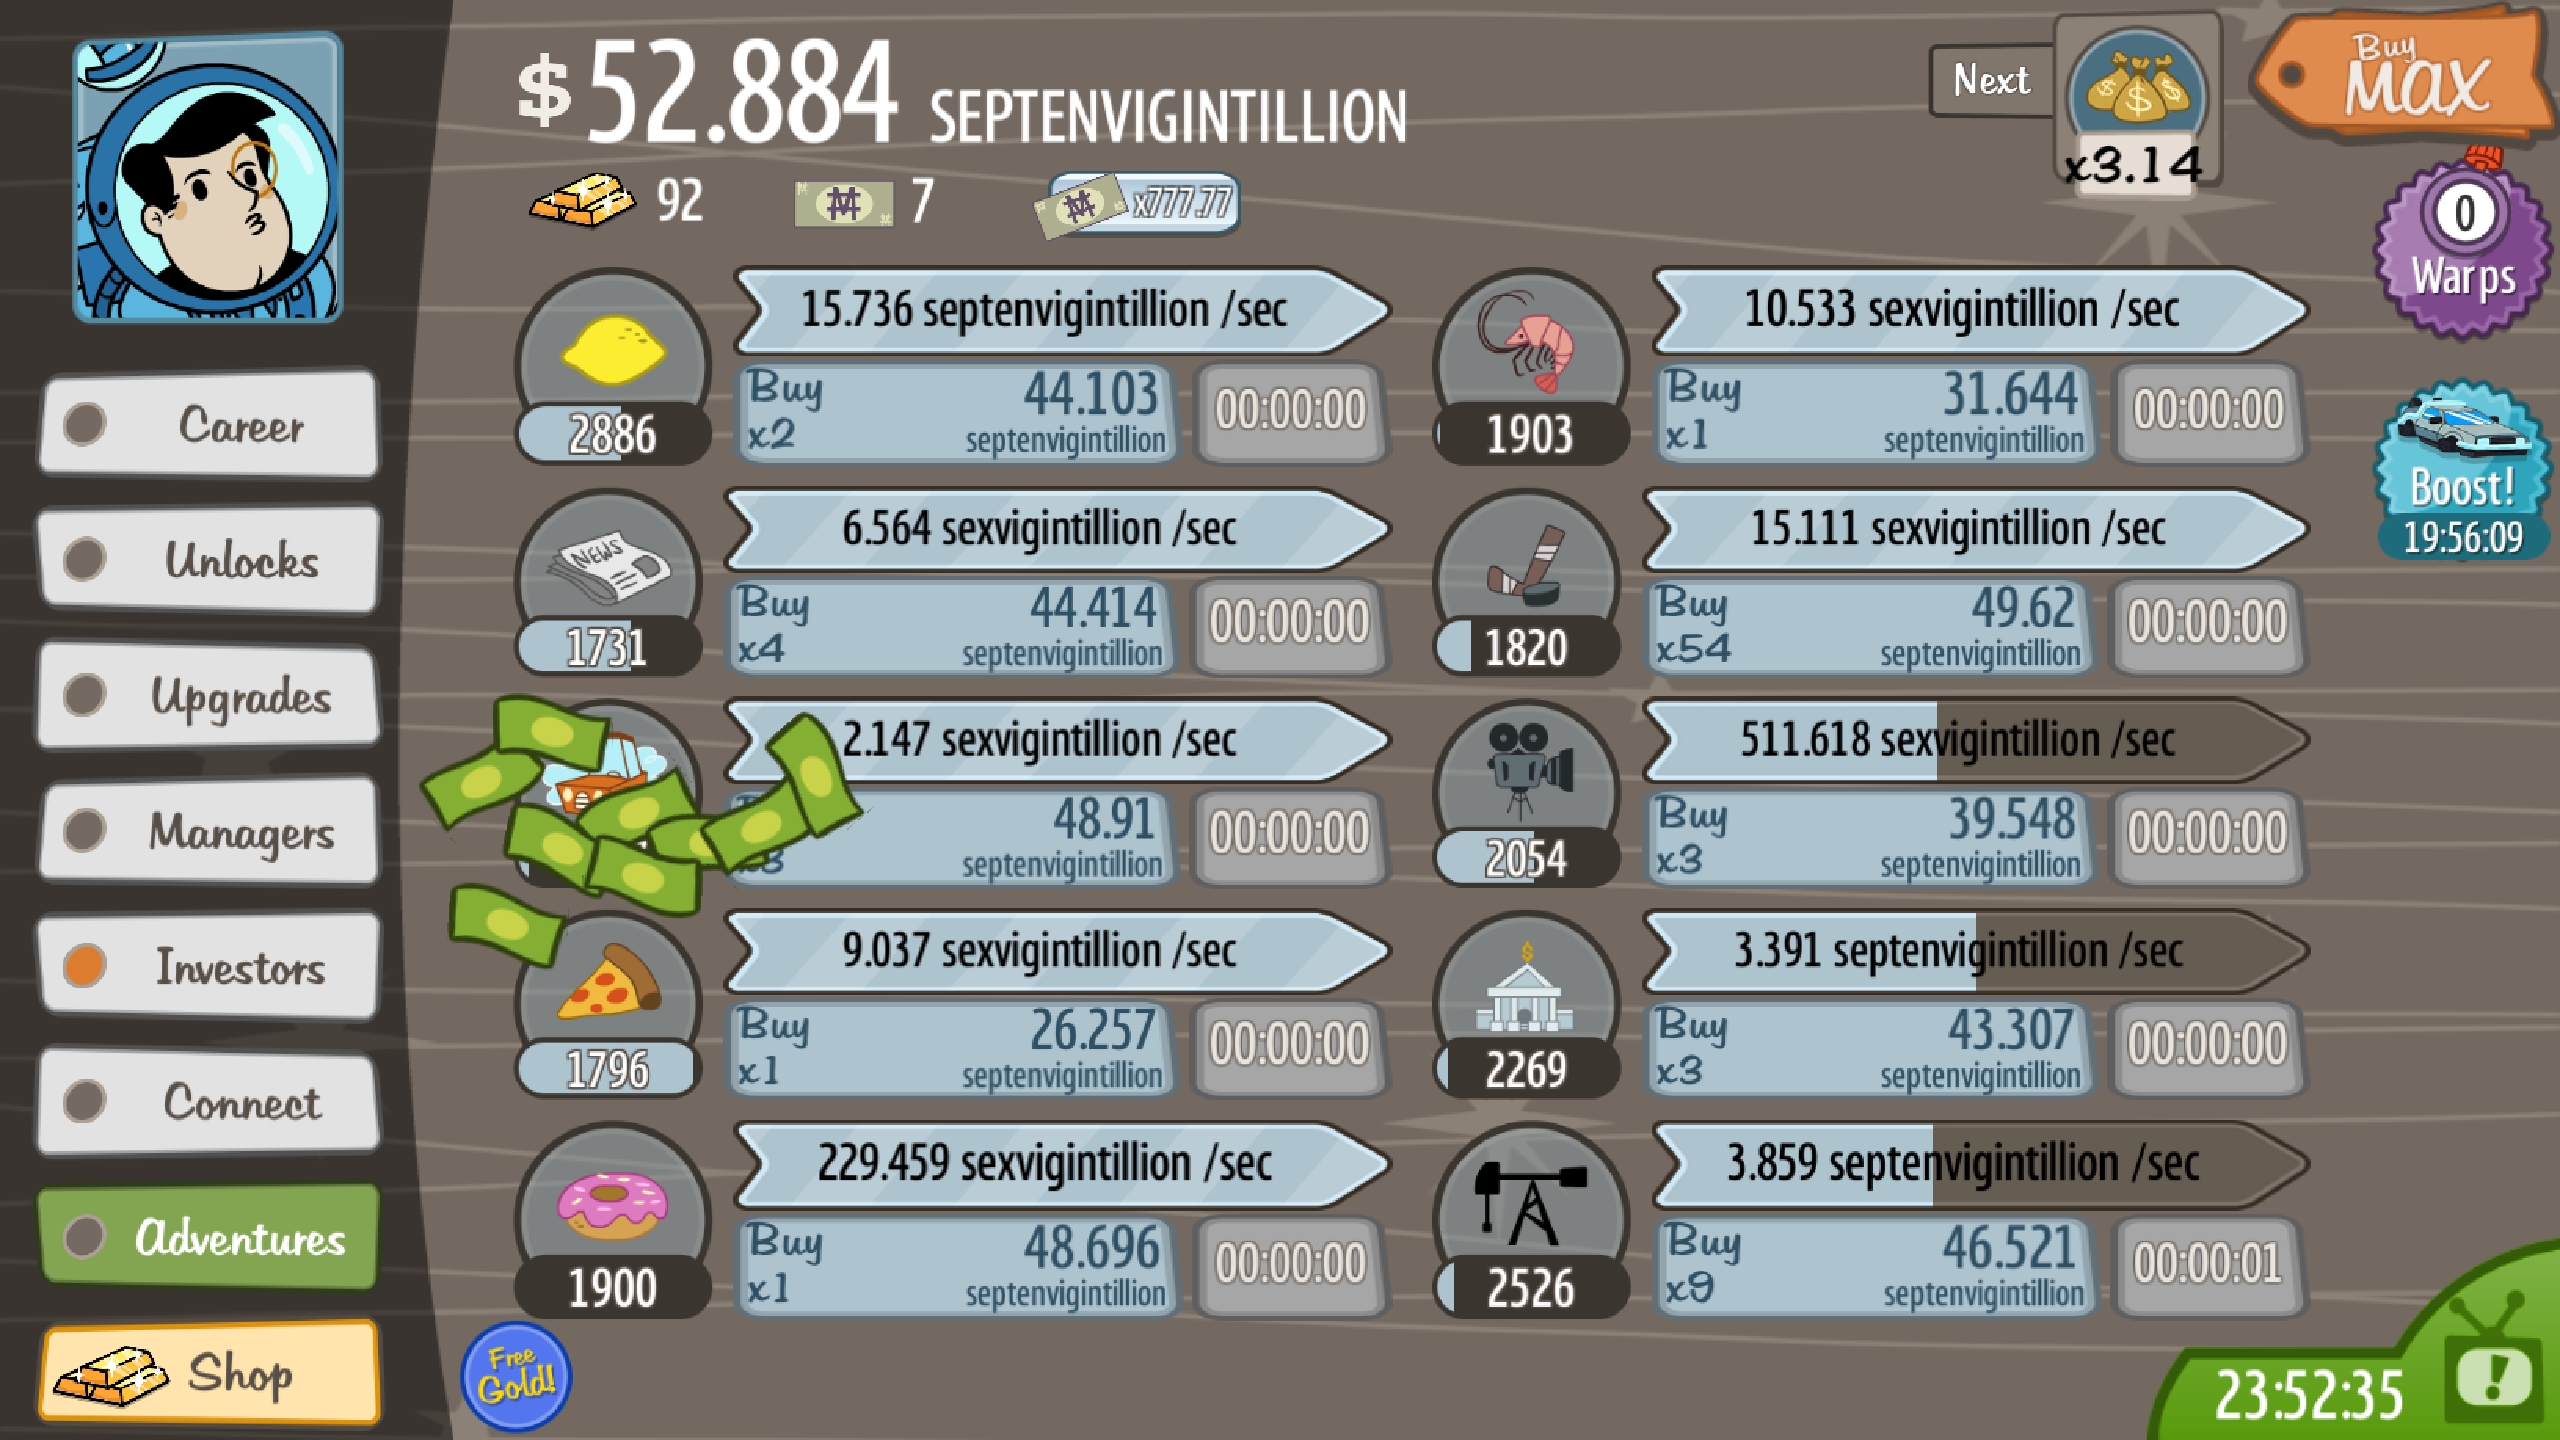 $52.884 SEPTENVIGINTILLION
Next
x3.14
Buy
MAX
92
7
x777.77
0
Warps
Boost!
19:56:09
Career
Unlocks
Upgrades
Managers
Investors
Connect
Adventures
Shop
15.736 septenvigintillion /sec
2886
Buy
x2
44.103
septenvigintillion
00:00:00
10.533 sexvigintillion /sec
1903
Buy
x1
31.644
septenvigintillion
00:00:00
NEWS
6.564 sexvigintillion /sec
1731
Buy
x4
44.414
septenvigintillion
00:00:00
15.111 sexvigintillion /sec
1820
Buy
x54
49.62
septenvigintillion
00:00:00
2.147 sexvigintillion /sec
48.91
septenvigintillion
00:00:00
511.618 sexvigintillion /sec
2054
Buy
x3
39.548
septenvigintillion
00:00:00
9.037 sexvigintillion /sec
1796
Buy
x1
26.257
septenvigintillion
00:00:00
3.391 septenvigintillion /sec
2269
Buy
x3
43.307
septenvigintillion
00:00:00
229.459 sexvigintillion /sec
1900
Buy
x1
48.696
septenvigintillion
00:00:00
3.859 septenvigintillion /sec
2526
Buy
x9
46.521
septenvigintillion
00:00:01
Free
Gold!
23:52:35
!